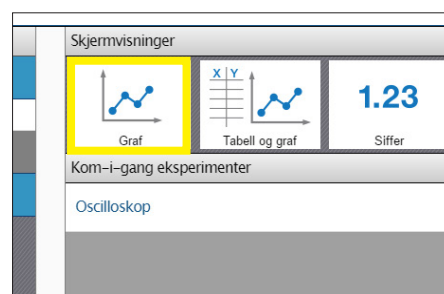 Skjermvisninger
X Y
1.23
Graf
Tabell og graf
Siffer
Kom–i–gang eksperimenter
Oscilloskop